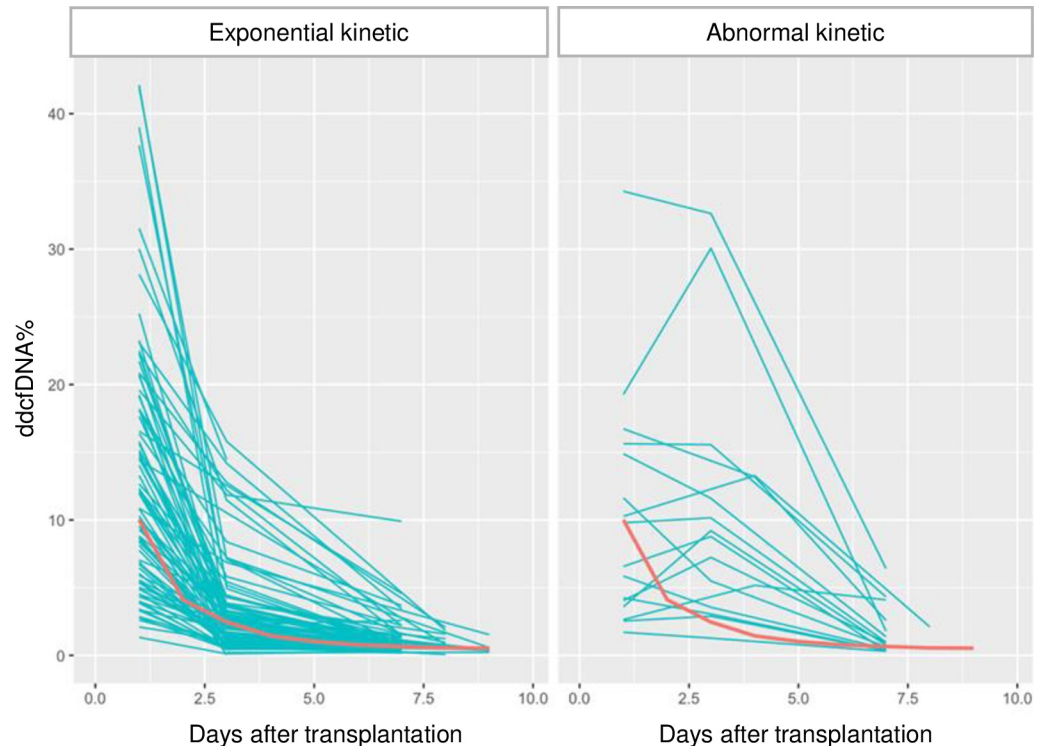 Exponential kinetic
Abnormal kinetic
ddcfDNA%
40
30
20
10
0
0.0 2.5 5.0 7.5 10.0
0.0 2.5 5.0 7.5 10.0
Days after transplantation
Days after transplantation